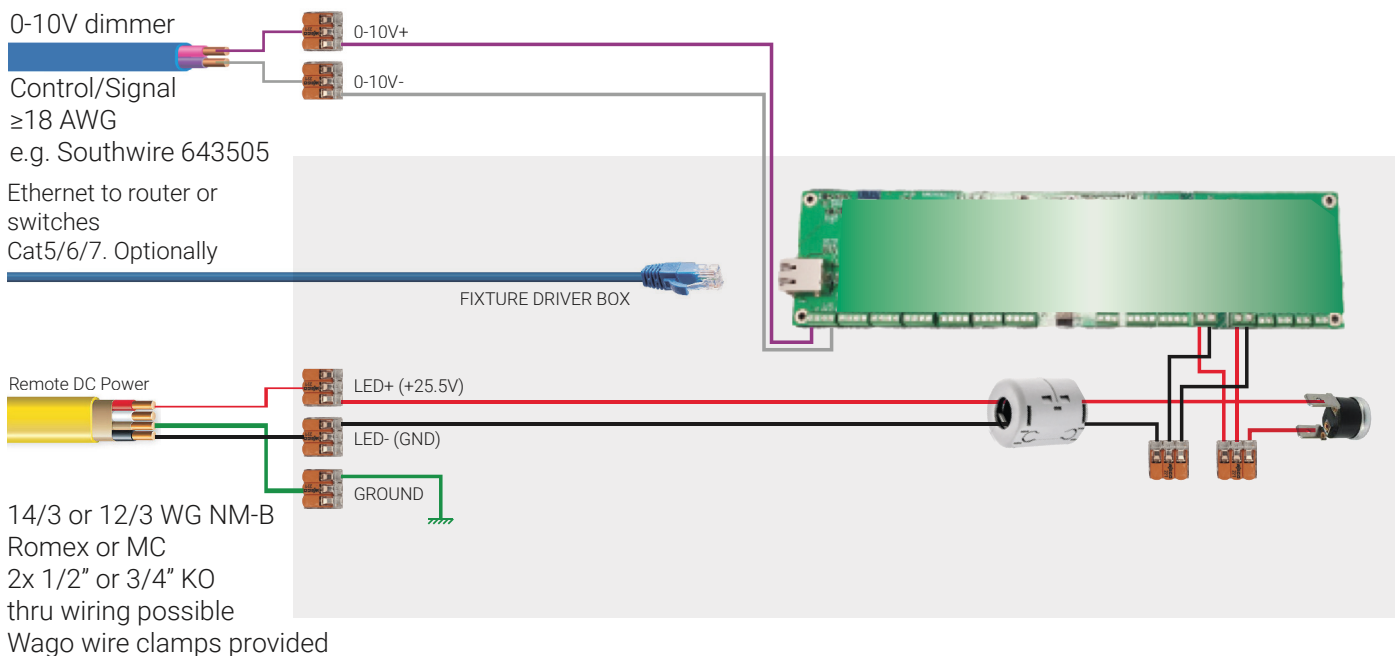 0-10V dimmer
0-10V+
0-10V-
Control/Signal
≥18 AWG
e.g. Southwire 643505
Ethernet to router or
switches
Cat5/6/7. Optionally
FIXTURE DRIVER BOX
Remote DC Power
LED+ (+25.5V)
LED- (GND)
GROUND
14/3 or 12/3 WG NM-B
Romex or MC
2x 1/2” or 3/4” KO
thru wiring possible
Wago wire clamps provided